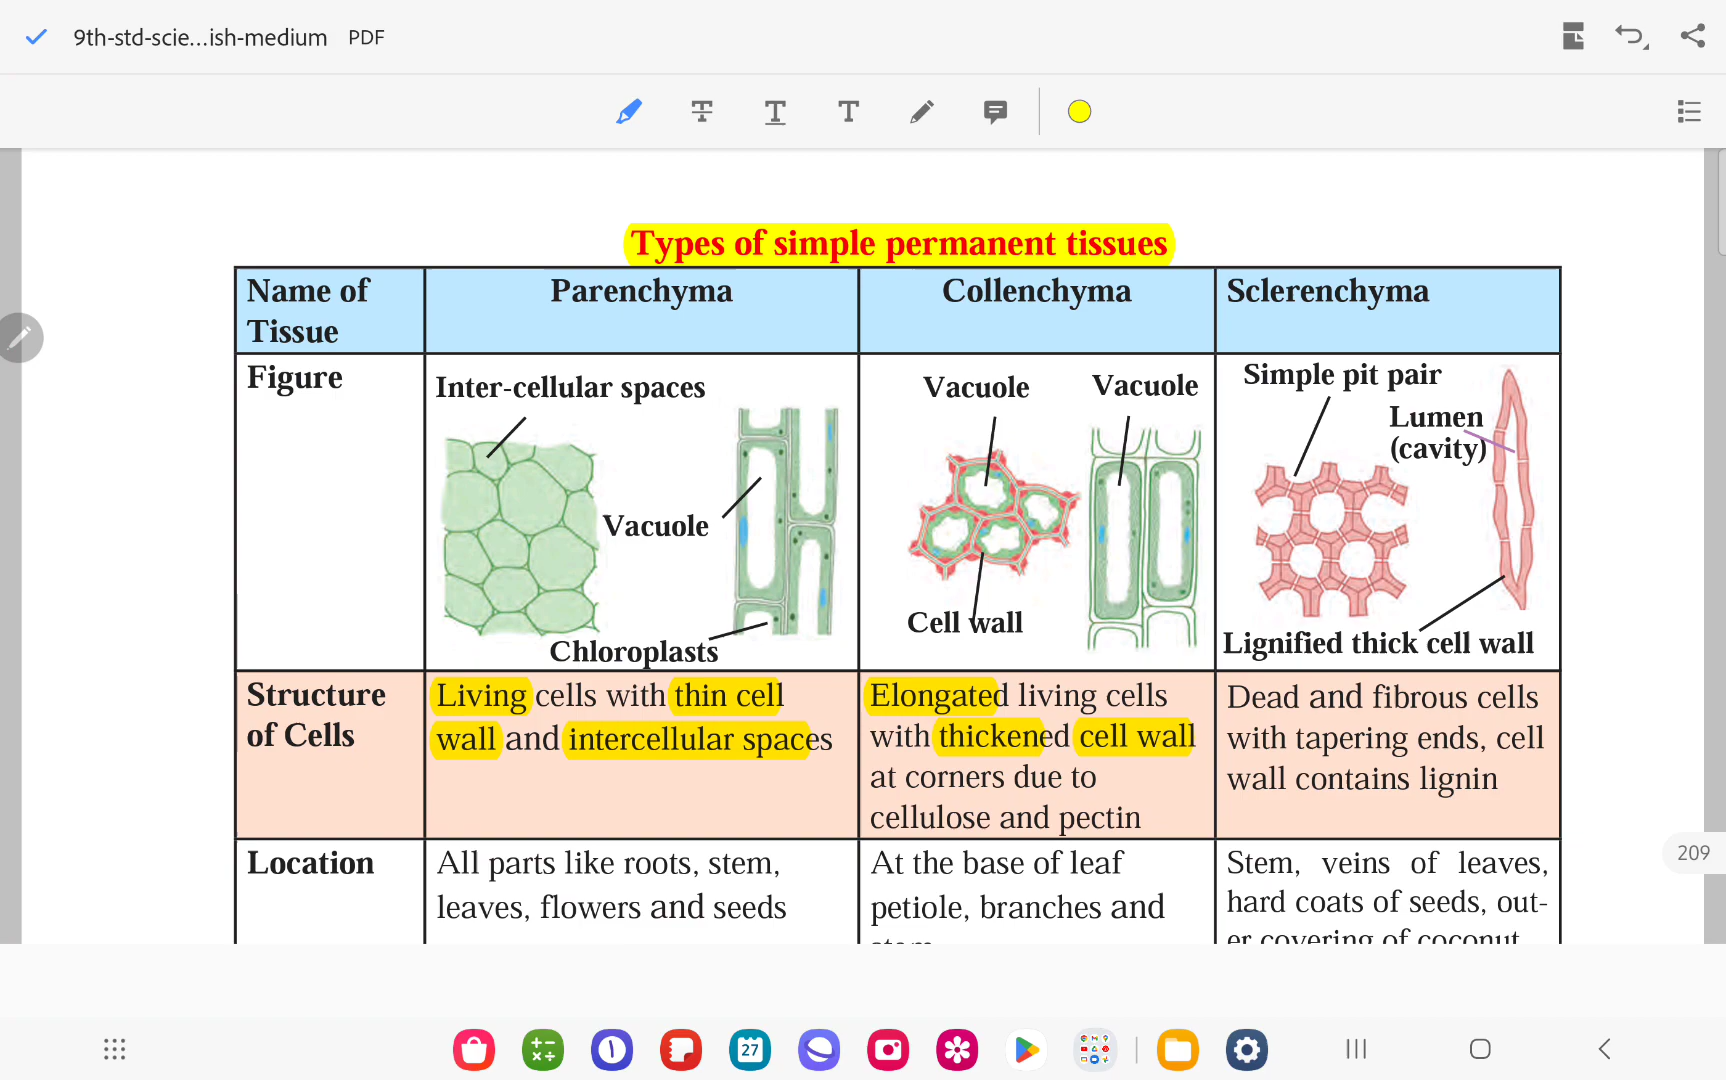 9th-std-scie...ish-medium PDF
Types of simple permanent tissues
Name of Tissue
Parenchyma
Collenchyma
Sclerenchyma
Figure
Inter-cellular spaces
Vacuole
Chloroplasts
Vacuole
Vacuole
Cell wall
Simple pit pair
Lumen
(cavity)
Lignified thick cell wall
Structure
of Cells
Living cells with thin cell
wall and intercellular spaces
Elongated living cells
with thickened cell wall
at corners due to
cellulose and pectin
Dead and fibrous cells
with tapering ends, cell
wall contains lignin
Location
All parts like roots, stem,
leaves, flowers and seeds
At the base of leaf
petiole, branches and
Stem, veins of leaves,
hard coats of seeds, out-
er covering of coconut
209
27